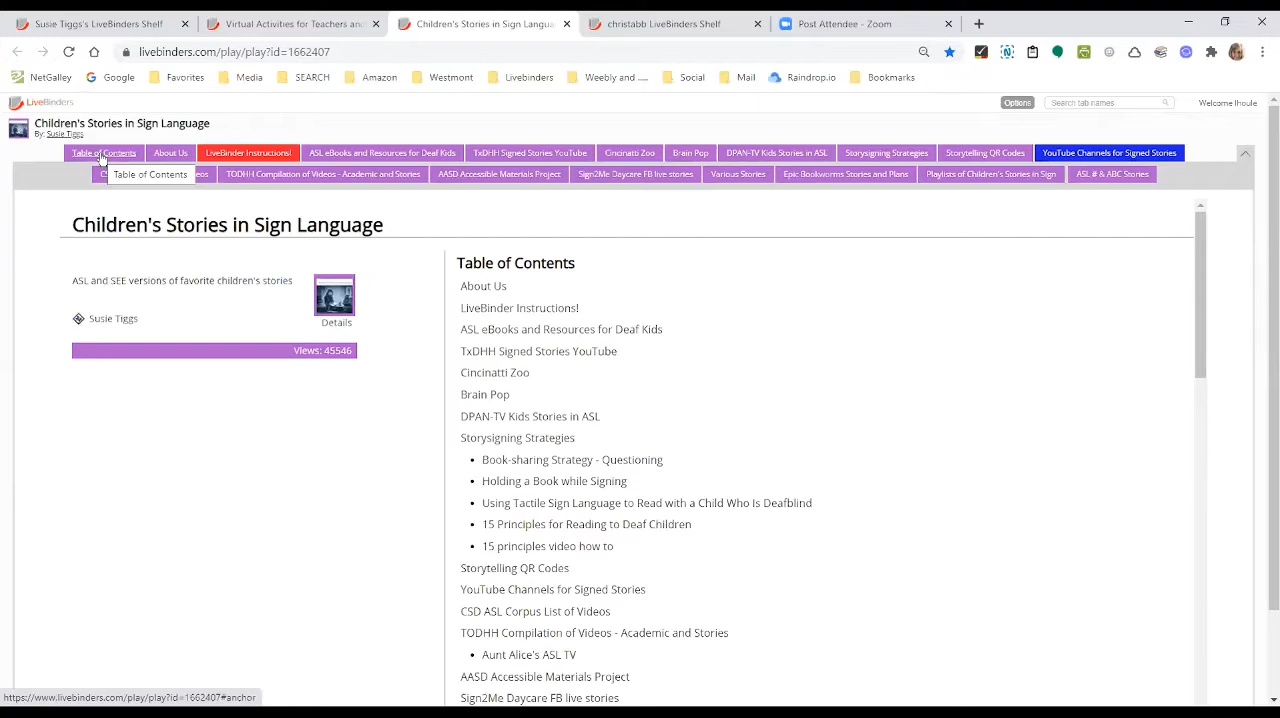 Susie Tiggs's LiveBinders Shelf
Virtual Activities for Teachers and
Children's Stories in Sign Langua
christabb LiveBinders Shelf
Post Attendee - Zoom
livebinders.com/play/play?id=1662407
NetGalley
Google
Favorites
Media
SEARCH
Amazon
Westmont
Livebinders
Weebly and ....
Social
Mail
Raindrop.io
Bookmarks
LiveBinders
Options
Search tab names
Welcome lhoule
Children's Stories in Sign Language
By: Susie Tiggs
Table of Contents
About Us
LiveBinder Instructions!
ASL eBooks and Resources for Deaf Kids
TxDHH Signed Stories YouTube
Cincinatti Zoo
Brain Pop
DPAN-TV Kids Stories in ASL
Storysigning Strategies
Storytelling QR Codes
YouTube Channels for Signed Stories
Table of Contents
TODHH Compilation of Videos - Academic and Stories
AASD Accessible Materials Project
Sign2Me Daycare FB live stories
Various Stories
Epic Bookworms Stories and Plans
Playlists of Children's Stories in Sign
ASL # & ABC Stories
Children's Stories in Sign Language
ASL and SEE versions of favorite children's stories
Susie Tiggs
Details
Views: 45546
Table of Contents
About Us
LiveBinder Instructions!
ASL eBooks and Resources for Deaf Kids
TxDHH Signed Stories YouTube
Cincinatti Zoo
Brain Pop
DPAN-TV Kids Stories in ASL
Storysigning Strategies
• Book-sharing Strategy - Questioning
• Holding a Book while Signing
• Using Tactile Sign Language to Read with a Child Who Is Deafblind
• 15 Principles for Reading to Deaf Children
• 15 principles video how to
Storytelling QR Codes
YouTube Channels for Signed Stories
CSD ASL Corpus List of Videos
TODHH Compilation of Videos - Academic and Stories
• Aunt Alice's ASL TV
AASD Accessible Materials Project
Sign2Me Daycare FB live stories
https://www.livebinders.com/play/play?id=1662407#anchor